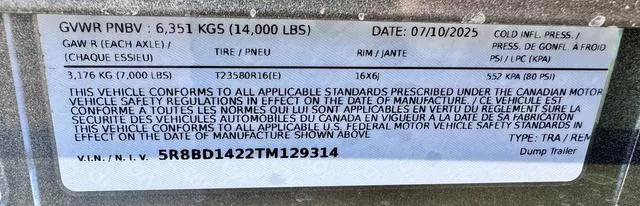 GVWR PNBV : 6,351 KGS (14,000 LBS) DATE: 07/10/2025 COLD INFL. PRESS. /
GAW R (EACH AXLE) / TIRE / PNEU RIM / JANTE PRESS. DE GONFL. À FROID
(CHAQUE ESSIEU) PSI / LPC (KPA)
3,176 KG (7,000 LBS) T23580R16(E) 16X6J 552 KPA (80 PSI)
THIS VEHICLE CONFORMS TO ALL APPLICABLE STANDARDS PRESCRIBED UNDER THE CANADIAN MOTOR
VEHICLE SAFETY REGULATIONS IN EFFECT ON THE DATE OF MANUFACTURE. / CE VÉHICULE EST
CONFORME A TOUTES LES NORMES QUI LUI SONT APPLICABLES EN VERTU DU RÈGLEMENT SUR LA
SECURITE DES VÉHICULES AUTOMOBILES DU CANADA EN VIGUEUR A LA DATE DE SA FABRICATION
THIS VEHICLE CONFORMS TO ALL APPLICABLE U.S. FEDERAL MOTOR VEHICLE SAFETY STANDARDS IN
EFFECT ON THE DATE OF MANUFACTURE SHOWN ABOVE
TYPE: TRA / REM
V.I.N. / N. I. V. 5R8BD1422TM129314 Dump Trailer